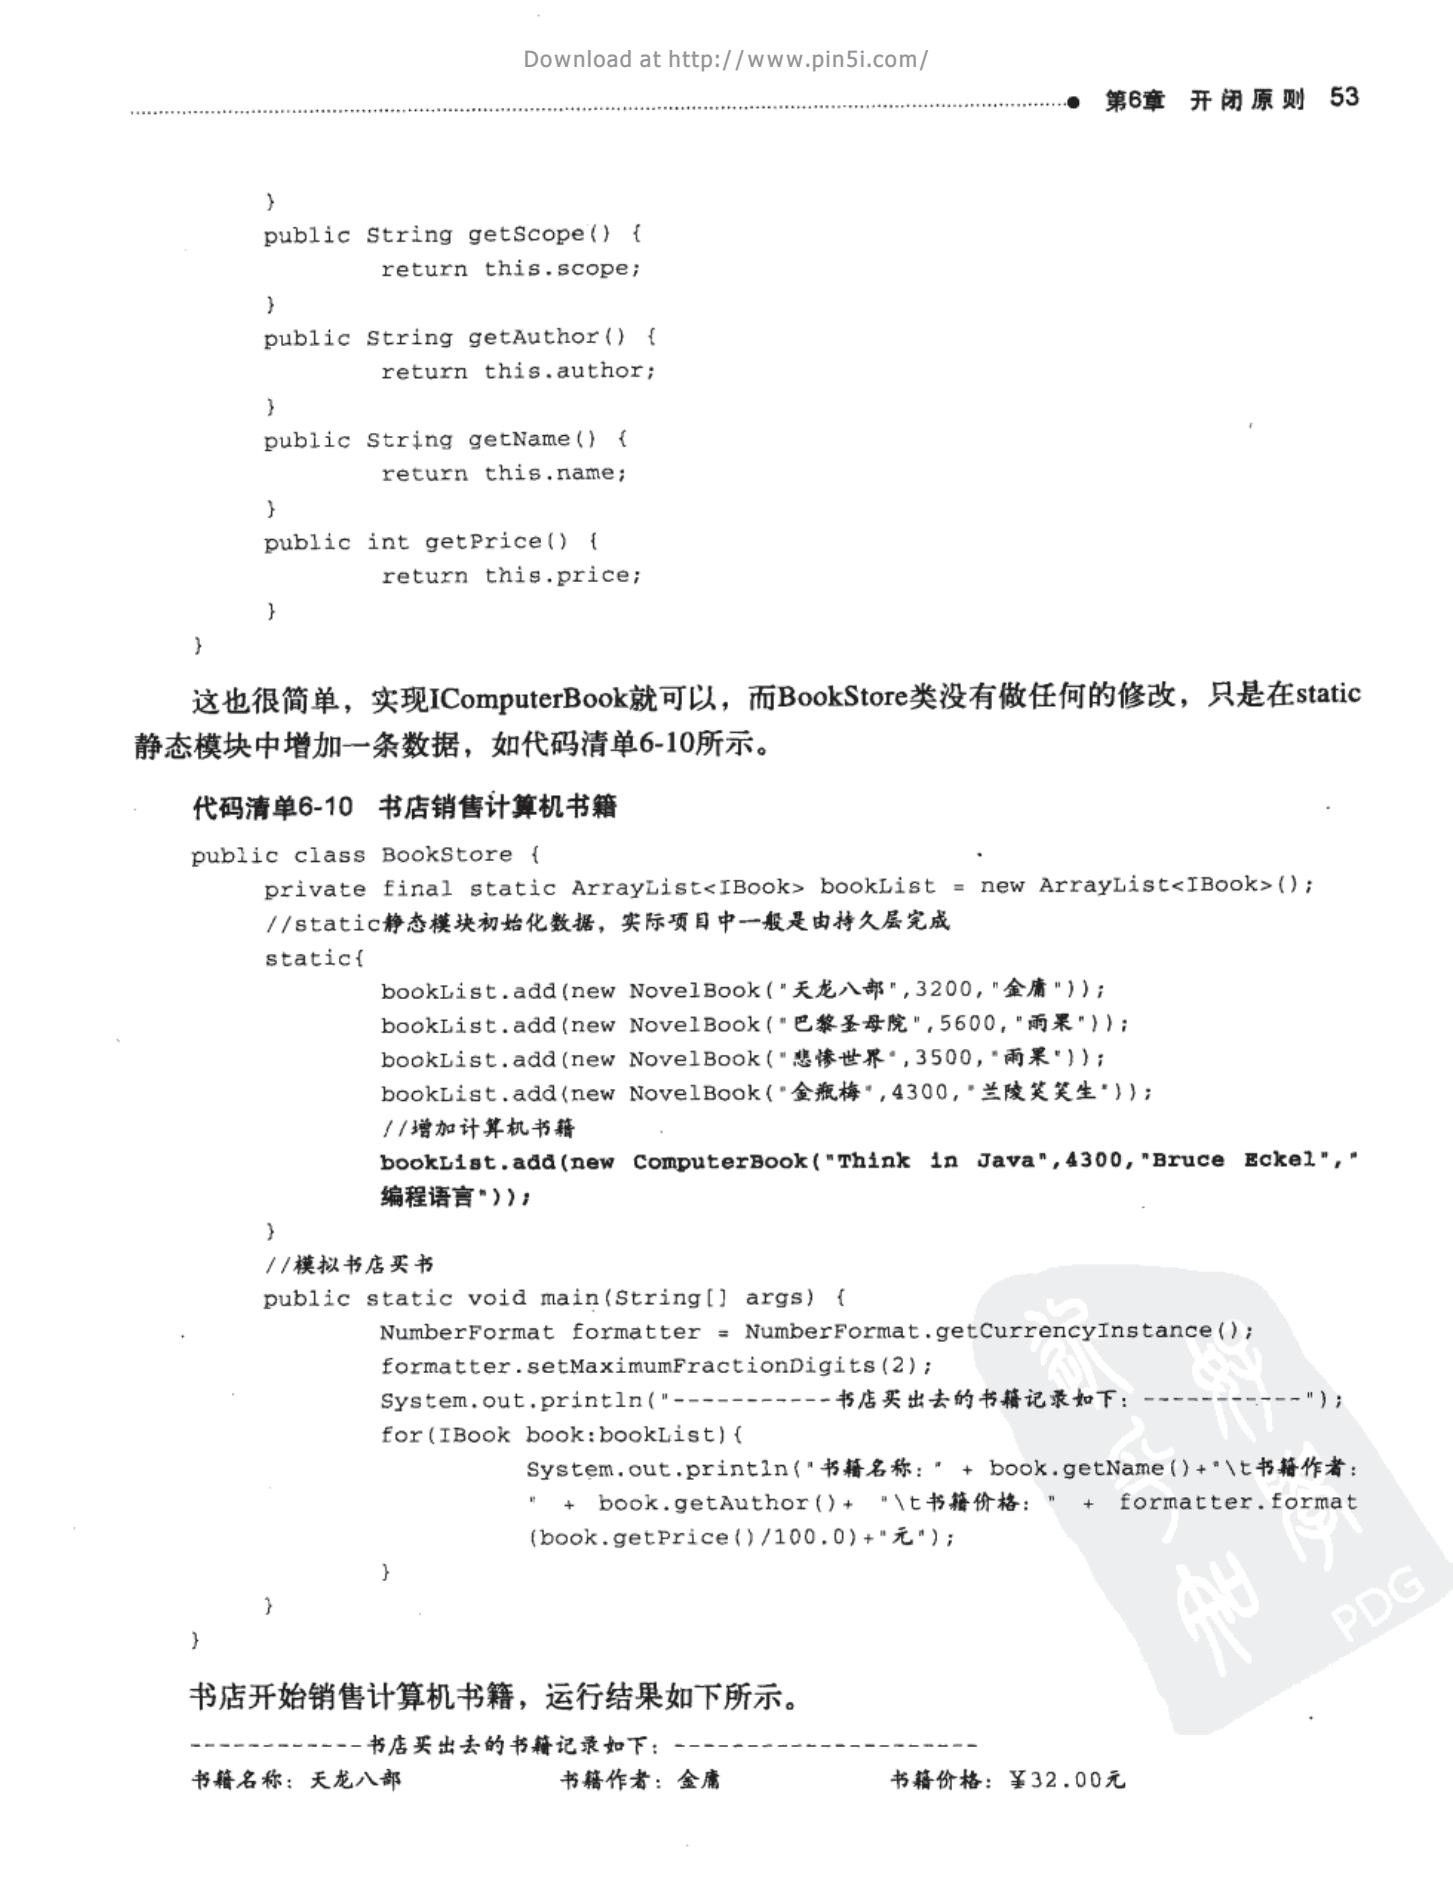 Download at http://www.pin5i.com/
第6章 开闭原则 53
}
public String getScope() {
return this.scope;
}
public String getAuthor() {
return this.author;
}
public String getName() {
return this.name;
}
public int getPrice() {
return this.price;
}
}
这也很简单，实现IComputerBook就可以，而BookStore类没有做任何的修改，只是在static
静态模块中增加一条数据，如代码清单6-10所示。
代码清单6-10 书店销售计算机书籍
public class BookStore {
private final static ArrayList<IBook> bookList = new ArrayList<IBook>();
//static静态模块初始化数据，实际项目中一般是由持久层完成
static{
bookList.add(new NovelBook("天龙八部",3200,"金庸"));
bookList.add(new NovelBook("巴黎圣母院",5600,"雨果"));
bookList.add(new NovelBook("悲惨世界",3500,"雨果"));
bookList.add(new NovelBook("金瓶梅",4300,"兰陵笑笑生"));
//增加计算机书籍
bookList.add(new ComputerBook("Think in Java",4300,"Bruce Eckel","
编程语言"));
}
//模拟书店买书
public static void main(String[] args) {
NumberFormat formatter = NumberFormat.getCurrencyInstance();
formatter.setMaximumFractionDigits(2);
System.out.println("-----------书店买出去的书籍记录如下：-----------");
for(IBook book:bookList){
System.out.println("书籍名称：" + book.getName()+"\t书籍作者：
" + book.getAuthor()+ "\t书籍价格：" + formatter.format
(book.getPrice()/100.0)+"元");
}
}
}
书店开始销售计算机书籍，运行结果如下所示。
------------书店买出去的书籍记录如下：---------------------
书籍名称：天龙八部 书籍作者：金庸 书籍价格：￥32.00元
PDG